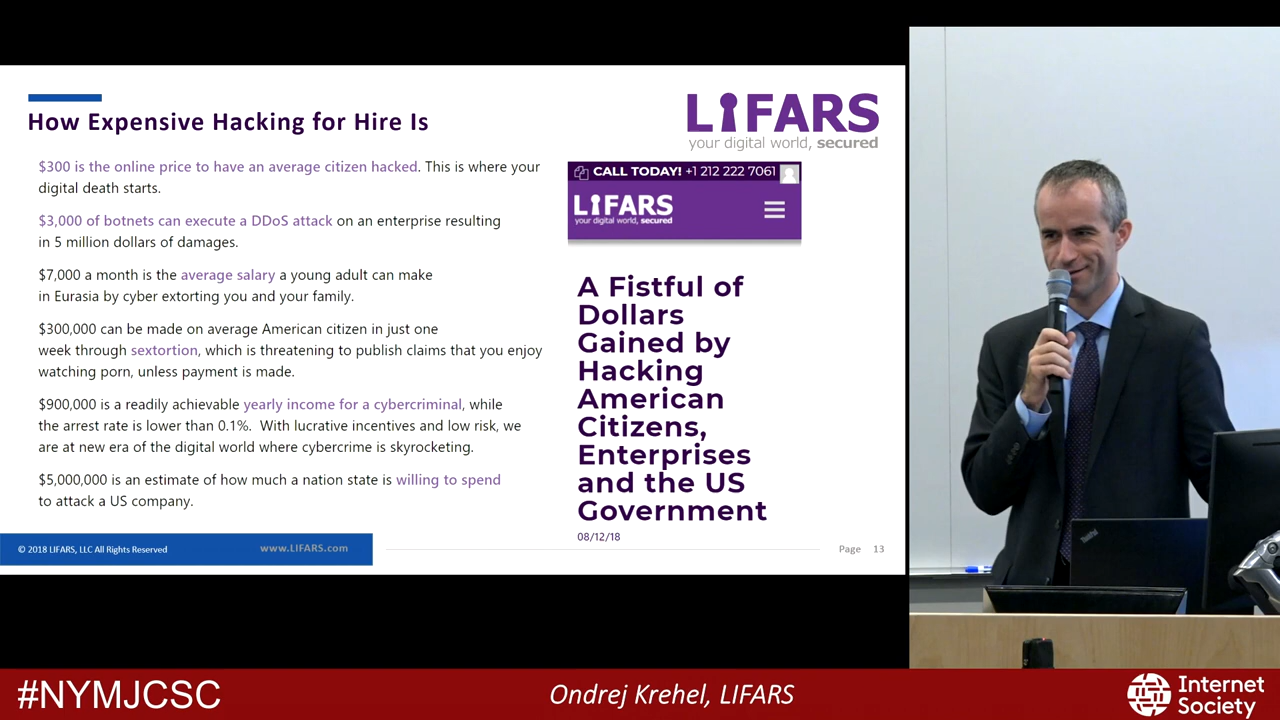 How Expensive Hacking for Hire Is
$300 is the online price to have an average citizen hacked. This is where your
digital death starts.
$3,000 of botnets can execute a DDoS attack on an enterprise resulting
in 5 million dollars of damages.
$7,000 a month is the average salary a young adult can make
in Eurasia by cyber extorting you and your family.
$300,000 can be made on average American citizen in just one
week through sextortion, which is threatening to publish claims that you enjoy
watching porn, unless payment is made.
$900,000 is a readily achievable yearly income for a cybercriminal, while
the arrest rate is lower than 0.1%. With lucrative incentives and low risk, we
are at new era of the digital world where cybercrime is skyrocketing.
$5,000,000 is an estimate of how much a nation state is willing to spend
to attack a US company.
LIFARS
your digital world, secured
CALL TODAY! +1 212 222 7061
LIFARS
your digital world, secured
A Fistful of
Dollars
Gained by
Hacking
American
Citizens,
Enterprises
and the US
Government
08/12/18
© 2018 LIFARS, LLC All Rights Reserved
www.LIFARS.com
Page 13
ThinkPad
#NYMJCSC
Ondrej Krehel, LIFARS
Internet
Society